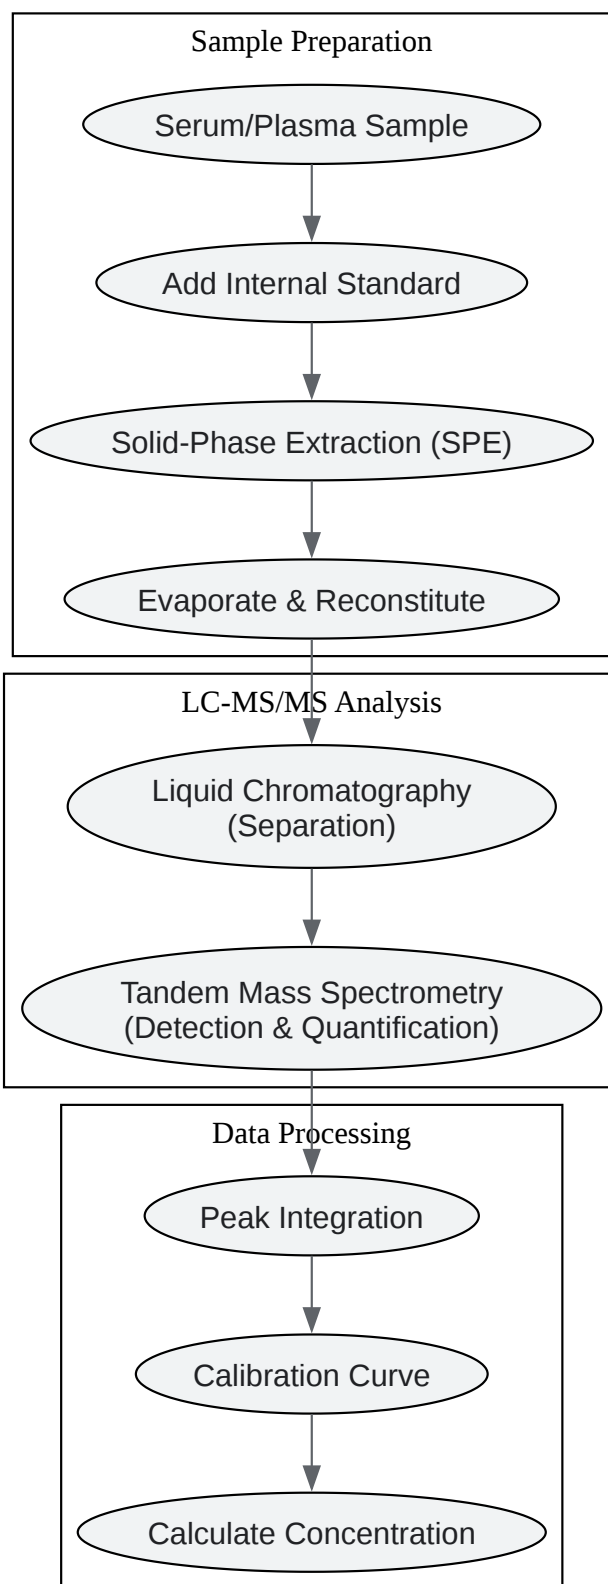 Sample Preparation
Serum/Plasma Sample
Add Internal Standard
Solid-Phase Extraction (SPE)
Evaporate & Reconstitute
LC-MS/MS Analysis
Liquid Chromatography
(Separation)
Tandem Mass Spectrometry
(Detection & Quantification)
Data Processing
Peak Integration
Calibration Curve
Calculate Concentration